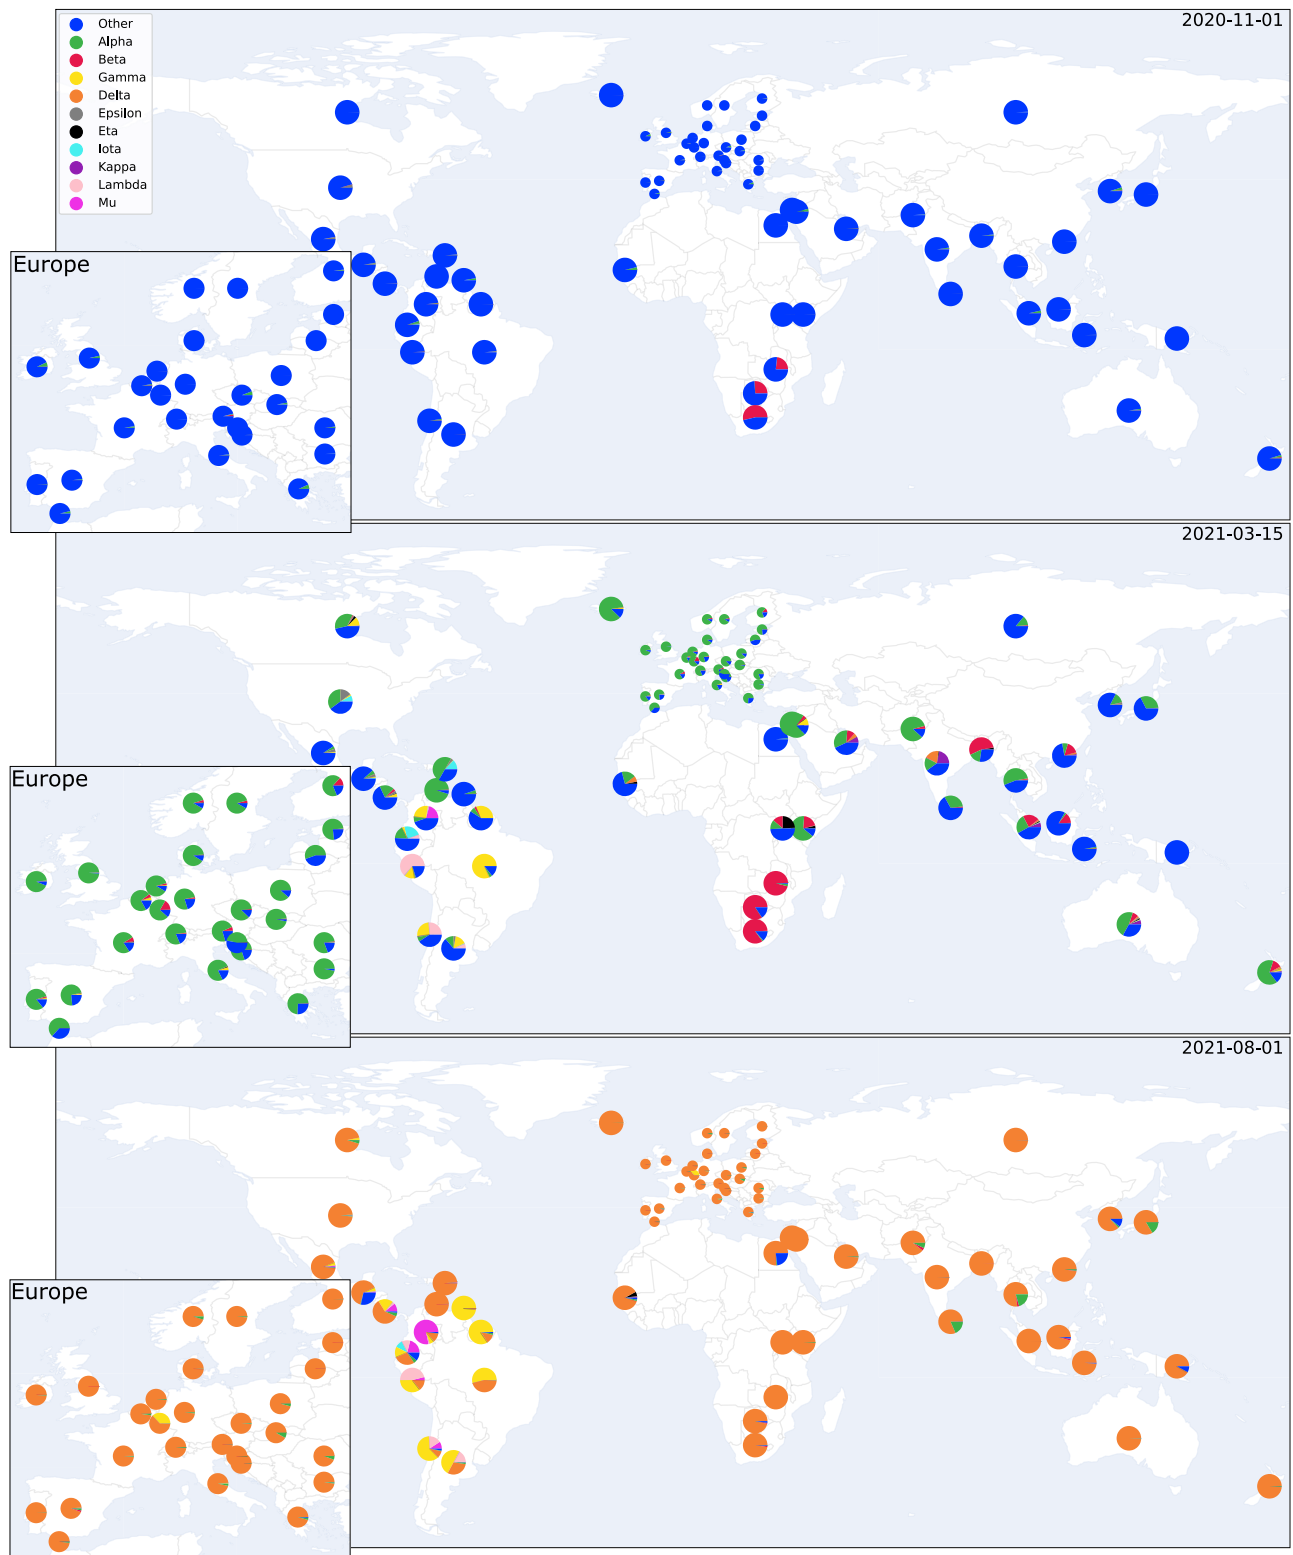 2020-11-01
Other
Alpha
Beta
Gamma
Delta
Epsilon
Eta
Iota
Kappa
Lambda
Mu
Europe
2021-03-15
Europe
2021-08-01
Europe